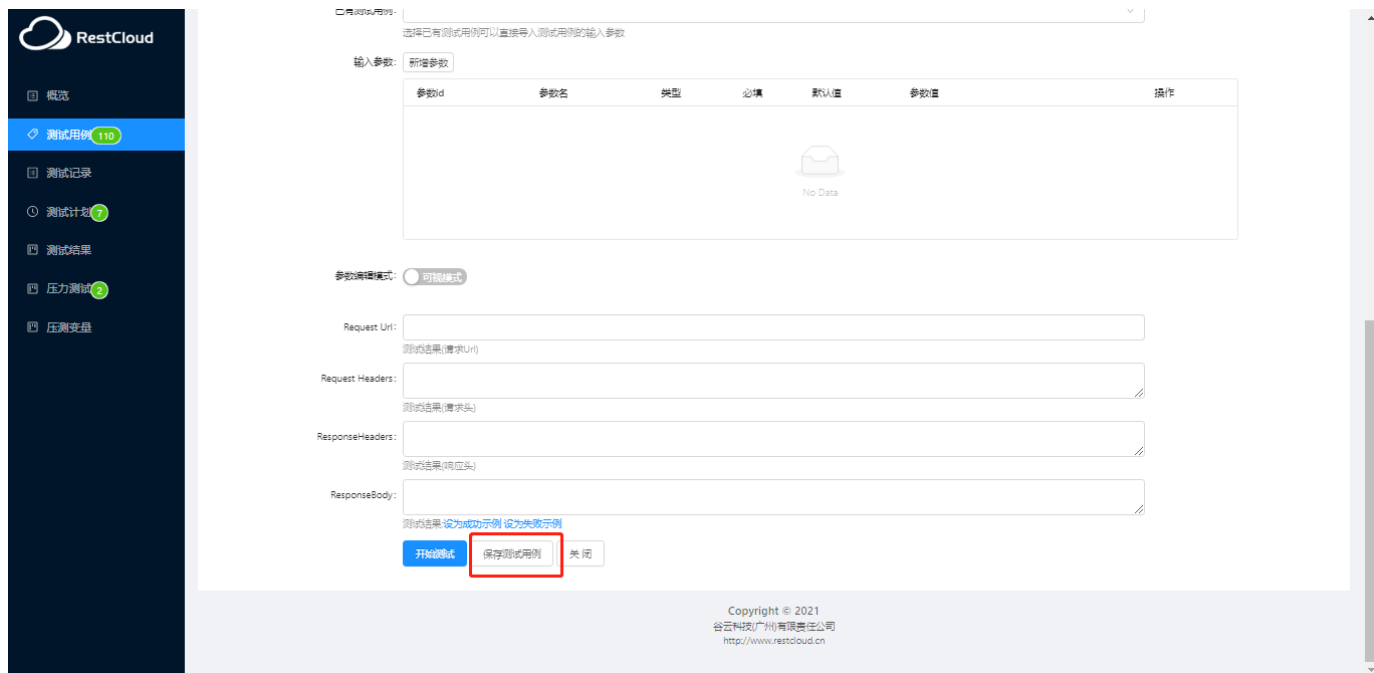 RestCloud
概览
测试用例 110
测试记录
测试计划 7
测试结果
压力测试 2
压测变量
已有测试用例:
选择已有测试用例可以直接导入测试用例的输入参数
输入参数: 新增参数
参数id 参数名 类型 必填 默认值 参数值 操作
No Data
参数编辑模式: 可视模式
Request Url:
测试结果(请求Url)
Request Headers:
测试结果(请求头)
ResponseHeaders:
测试结果(响应头)
ResponseBody:
测试结果:设为成功示例 设为失败示例
开始测试 保存测试用例 关 闭
Copyright © 2021
谷云科技(广州)有限责任公司
http://www.restcloud.cn